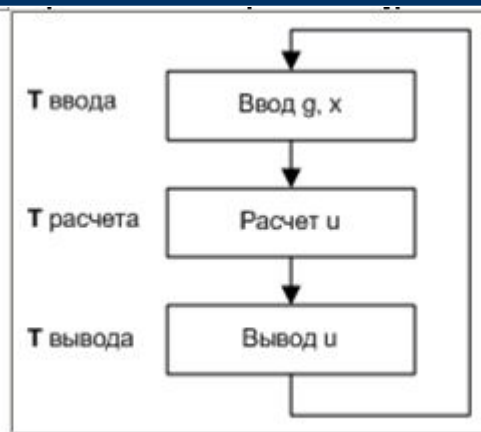 T ввода
Ввод g, x
T расчета
Расчет u
T вывода
Вывод u